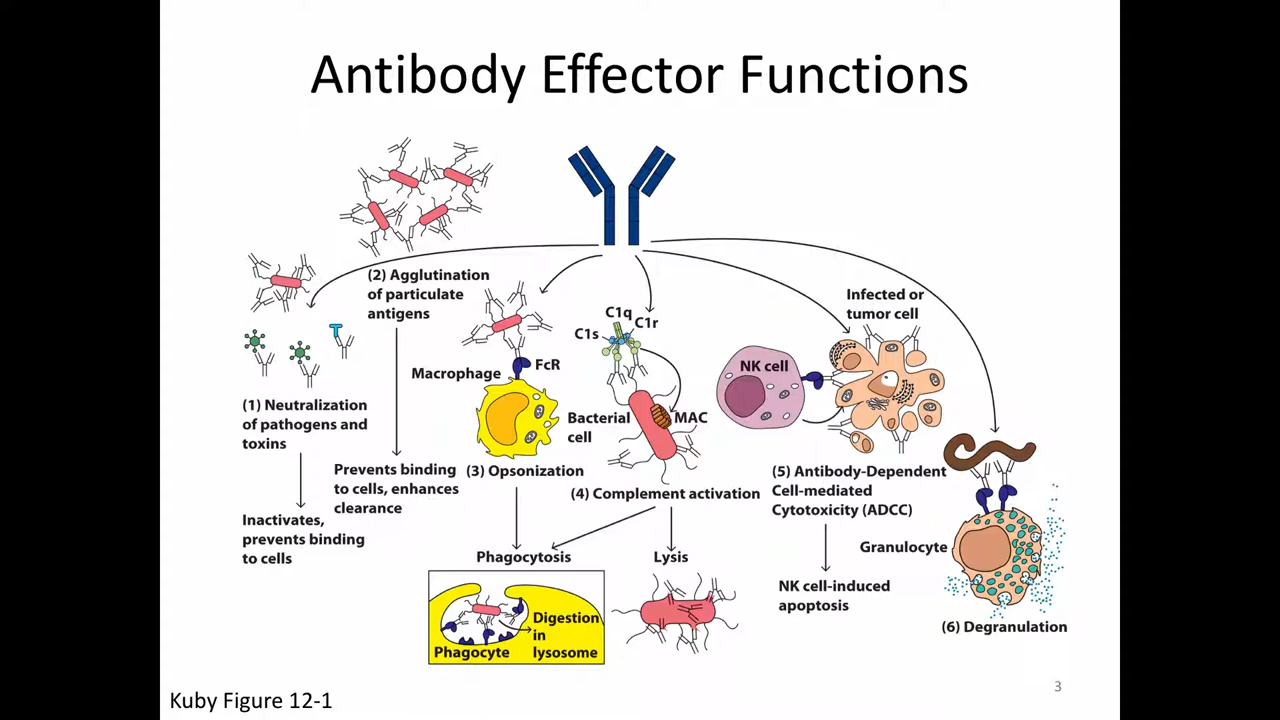 Antibody Effector Functions
(2) Agglutination
of particulate
antigens
(1) Neutralization
of pathogens and
toxins
Prevents binding
to cells, enhances
clearance
Inactivates,
prevents binding
to cells
Macrophage
FcR
(3) Opsonization
C1q
C1s
C1r
Bacterial
cell
MAC
(4) Complement activation
Phagocytosis
Lysis
Digestion
in
lysosome
Phagocyte
Infected or
tumor cell
NK cell
(5) Antibody-Dependent
Cell-mediated
Cytotoxicity (ADCC)
NK cell-induced
apoptosis
Granulocyte
(6) Degranulation
Kuby Figure 12-1
3